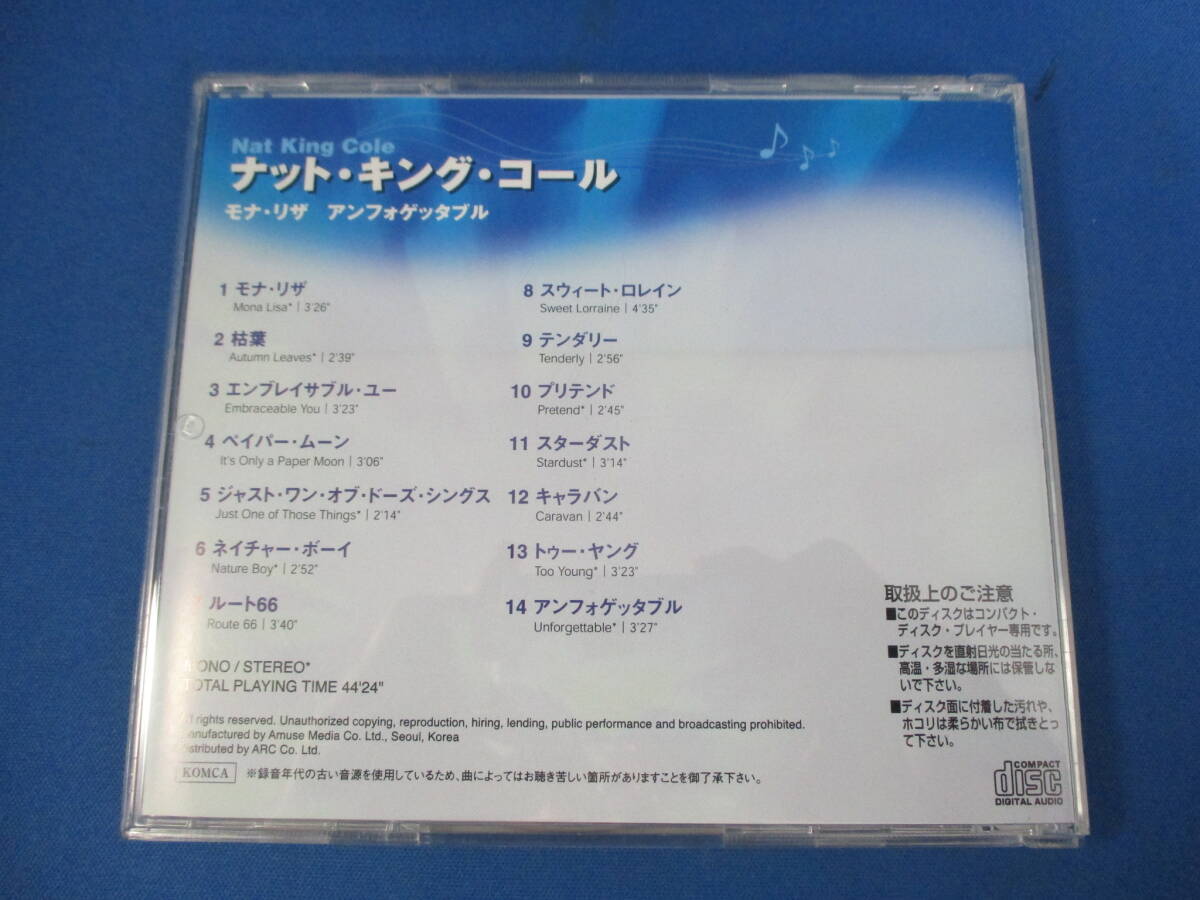 Nat King Cole
ナット・キング・コール
モナ・リザ アンフォゲッタブル
1 モナ・リザ
Mona Lisa* | 3'26"
2 枯葉
Autumn Leaves* | 2'39"
3 エンブレイサブル・ユー
Embraceable You | 3'23"
4 ペイパー・ムーン
It's Only a Paper Moon | 3'06"
5 ジャスト・ワン・オブ・ドーズ・シングス
Just One of Those Things* | 2'14"
6 ネイチャー・ボーイ
Nature Boy* | 2'52"
ルート66
Route 66 | 3'40"
8 スウィート・ロレイン
Sweet Lorraine | 4'35"
9 テンダリー
Tenderly | 2'56"
10 プリテンド
Pretend* | 2'45"
11 スターダスト
Stardust* | 3'14"
12 キャラバン
Caravan | 2'44"
13 トゥー・ヤング
Too Young* | 3'23"
14 アンフォゲッタブル
Unforgettable* | 3'27"
MONO / STEREO*
TOTAL PLAYING TIME 44'24"
All rights reserved. Unauthorized copying, reproduction, hiring, lending, public performance and broadcasting prohibited.
Manufactured by Amuse Media Co. Ltd., Seoul, Korea
Distributed by ARC Co. Ltd.
KOMCA ※録音年代の古い音源を使用しているため、曲によってはお聴き苦しい箇所がありますことを御了承下さい。
取扱上のご注意
■このディスクはコンパクト・
ディスク・プレイヤー専用です。
■ディスクを直射日光の当たる所、
高温・多湿な場所には保管しな
いで下さい。
■ディスク面に付着した汚れや、
ホコリは柔らかい布で拭きとっ
て下さい。
COMPACT
disc
DIGITAL AUDIO